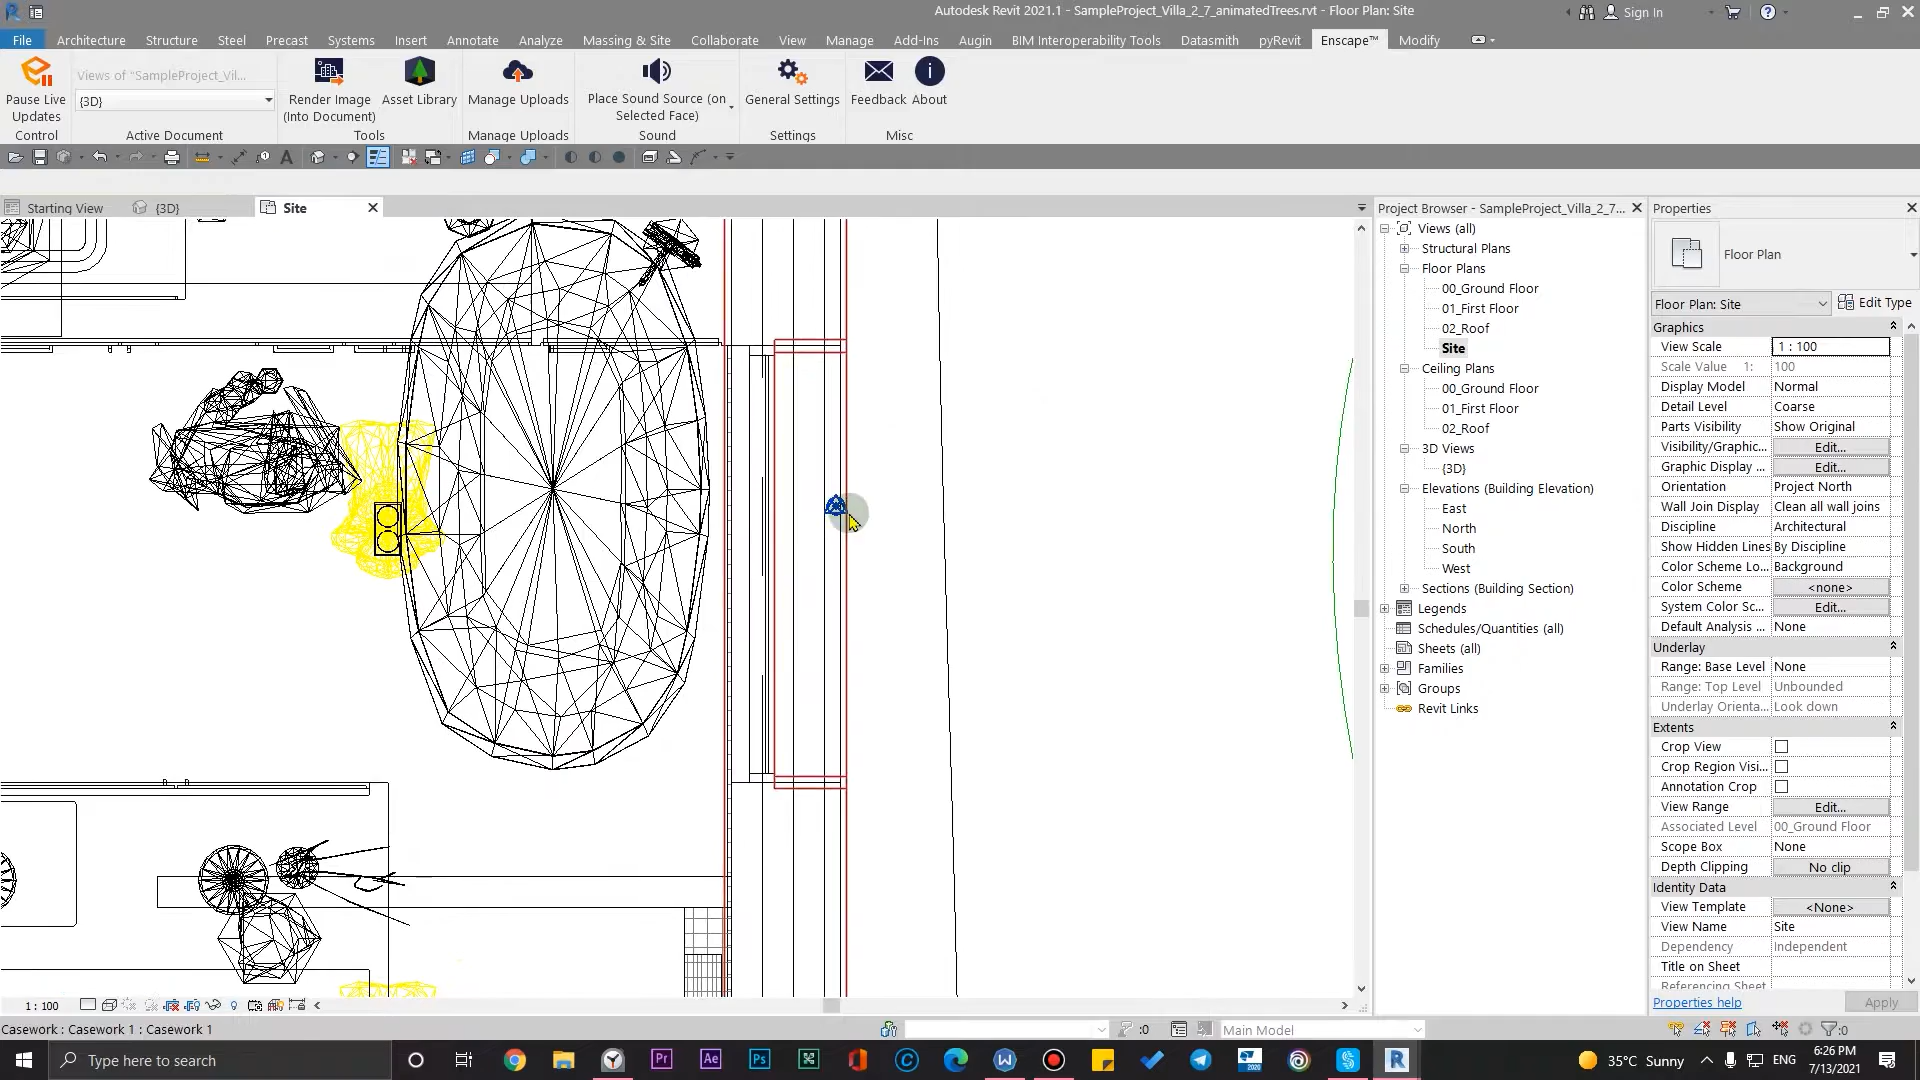 Autodesk Revit 2021.1 - SampleProject_Villa_2_7_animatedTrees.rvt - Floor Plan: Site
Sign In
File Architecture Structure Steel Precast Systems Insert Annotate Analyze Massing & Site Collaborate View Manage Add-Ins Augin BIM Interoperability Tools Datasmith pyRevit Enscape™ Modify
Pause Live
Updates
Control
Views of "SampleProject_Vil...
{3D}
Active Document
Render Image
(Into Document)
Asset Library
Tools
Manage Uploads
Manage Uploads
Place Sound Source (on
Selected Face)
Sound
General Settings
Settings
Feedback About
Misc
Starting View
{3D}
Site
Project Browser - SampleProject_Villa_2_7...
Views (all)
Structural Plans
Floor Plans
00_Ground Floor
01_First Floor
02_Roof
Site
Ceiling Plans
00_Ground Floor
01_First Floor
02_Roof
3D Views
{3D}
Elevations (Building Elevation)
East
North
South
West
Sections (Building Section)
Legends
Schedules/Quantities (all)
Sheets (all)
Families
Groups
Revit Links
Properties
Floor Plan
Floor Plan: Site Edit Type
Graphics
View Scale 1 : 100
Scale Value 1: 100
Display Model Normal
Detail Level Coarse
Parts Visibility Show Original
Visibility/Graphic... Edit...
Graphic Display ... Edit...
Orientation Project North
Wall Join Display Clean all wall joins
Discipline Architectural
Show Hidden Lines By Discipline
Color Scheme Lo... Background
Color Scheme <none>
System Color Sc... Edit...
Default Analysis ... None
Underlay
Range: Base Level None
Range: Top Level Unbounded
Underlay Orienta... Look down
Extents
Crop View
Crop Region Visi...
Annotation Crop
View Range Edit...
Associated Level 00_Ground Floor
Scope Box None
Depth Clipping No clip
Identity Data
View Template <None>
View Name Site
Dependency Independent
Title on Sheet
Referencing Sheet
Properties help Apply
1 : 100
Casework : Casework 1 : Casework 1
:0
Main Model
:0
Type here to search
35°C Sunny
ENG
6:26 PM
7/13/2021